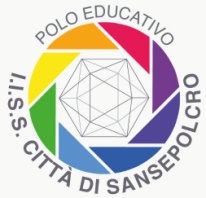 POLO EDUCATIVO
I.I.S.S. CITTÀ DI SANSEPOLCRO